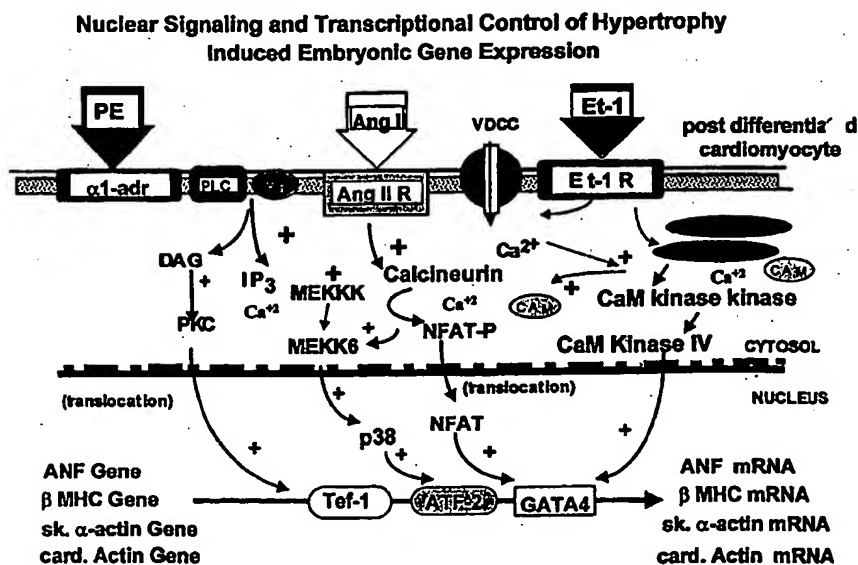 Nuclear Signaling and Transcriptional Control of Hypertrophy
Induced Embryonic Gene Expression
PE
Ang I
VDCC
Et-1
post differentia d
cardiomyocyte
α1-adr
PLC
Ang II R
Et-1 R
DAG
+
+
IP3
Ca+2
PKC
+
MEKKK
MEKK6
+
Calcineurin
Ca+2
+
NFAT-P
Ca2+
+
+
CAM
Ca+2
CAM
CaM kinase kinase
CaM Kinase IV
CYTOSOL
(translocation)
(translocation)
NUCLEUS
+
+
p38
+
NFAT
+
+
ANF Gene
β MHC Gene
sk. α-actin Gene
card. Actin Gene
Tef-1
ATF-2
GATA4
ANF mRNA
β MHC mRNA
sk. α-actin mRNA
card. Actin mRNA